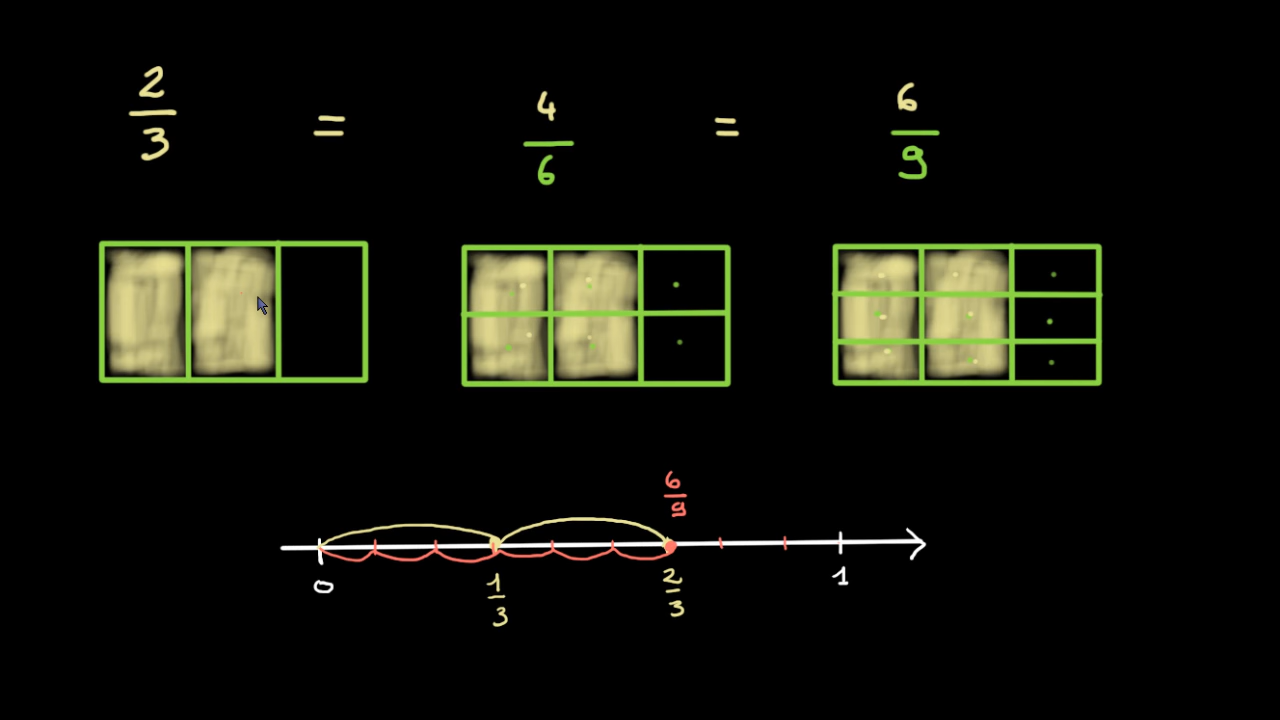 2/3 = 4/6 = 6/9
6/9
0 1/3 2/3 1